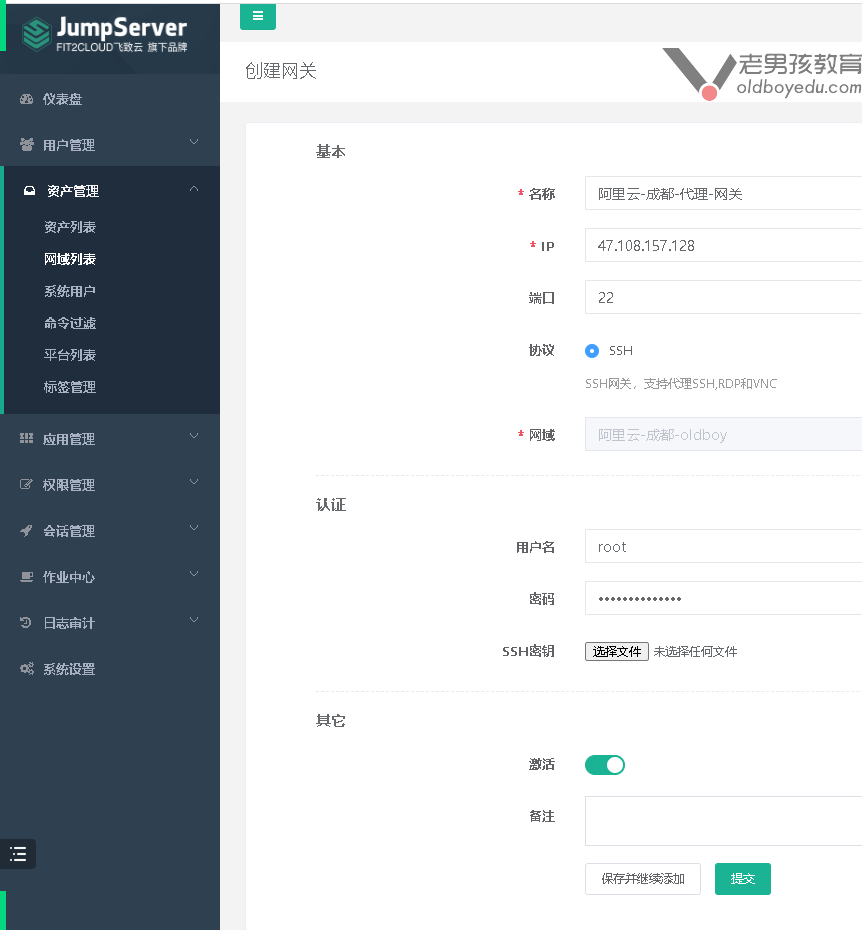 JumpServer
FIT2CLOUD飞致云 旗下品牌
仪表盘
用户管理
资产管理
资产列表
网域列表
系统用户
命令过滤
平台列表
标签管理
应用管理
权限管理
会话管理
作业中心
日志审计
系统设置
创建网关
老男孩教育
oldboyedu.com
基本
* 名称 阿里云-成都-代理-网关
* IP 47.108.157.128
端口 22
协议 SSH
SSH网关，支持代理SSH,RDP和VNC
* 网域 阿里云-成都-oldboy
认证
用户名 root
密码 ••••••••••••••
SSH密钥 选择文件 未选择任何文件
其它
激活
备注
保存并继续添加 提交